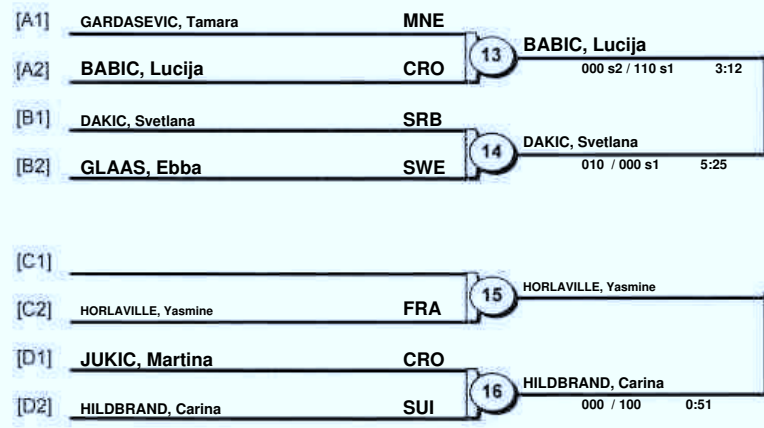 [A1] GARDASEVIC, Tamara MNE
13 BABIC, Lucija
[A2] BABIC, Lucija CRO
000 s2 / 110 s1 3:12
[B1] DAKIC, Svetlana SRB
14 DAKIC, Svetlana
[B2] GLAAS, Ebba SWE
010 / 000 s1 5:25
[C1]
15 HORLAVILLE, Yasmine
[C2] HORLAVILLE, Yasmine FRA
[D1] JUKIC, Martina CRO
16 HILDBRAND, Carina
[D2] HILDBRAND, Carina SUI
000 / 100 0:51